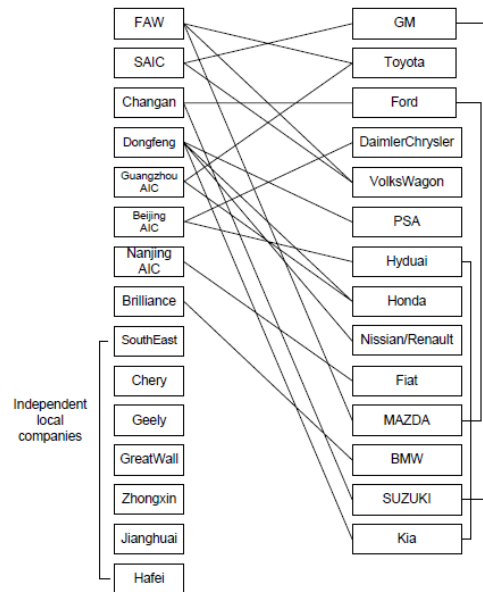 FAW
GM
SAIC
Toyota
Changan
Ford
Dongfeng
DaimlerChrysler
Guangzhou
AIC
VolksWagon
Beijing
AIC
PSA
Nanjing
AIC
Hyduai
Brilliance
Honda
SouthEast
Nissian/Renault
Chery
Fiat
Independent
local
companies
Geely
MAZDA
GreatWall
BMW
Zhongxin
SUZUKI
Jianghuai
Kia
Hafei